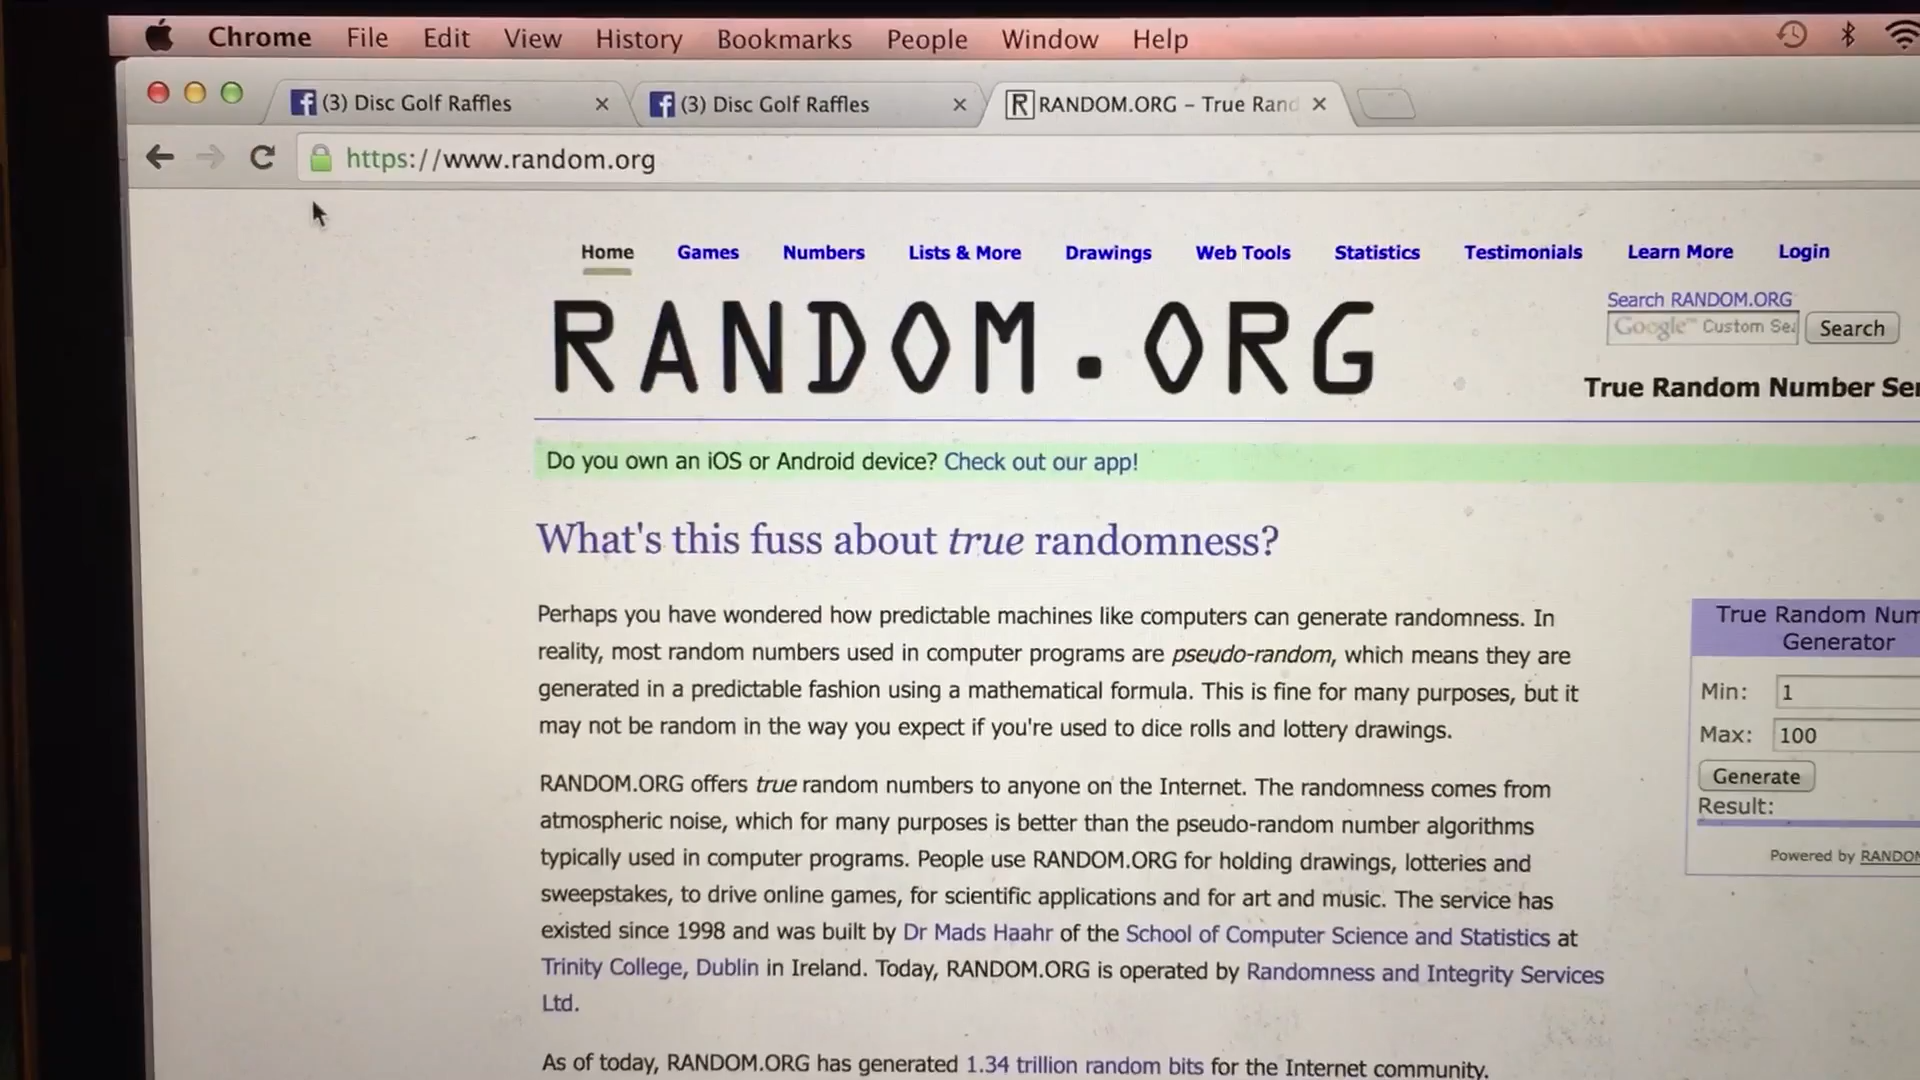 Chrome File Edit View History Bookmarks People Window Help
(3) Disc Golf Raffles
(3) Disc Golf Raffles
RANDOM.ORG – True Rand
https://www.random.org
Home Games Numbers Lists & More Drawings Web Tools Statistics Testimonials Learn More Login
RANDOM.ORG
Search RANDOM.ORG
Google™ Custom Sea
Search
True Random Number Ser
Do you own an iOS or Android device? Check out our app!
What's this fuss about true randomness?
Perhaps you have wondered how predictable machines like computers can generate randomness. In
reality, most random numbers used in computer programs are pseudo-random, which means they are
generated in a predictable fashion using a mathematical formula. This is fine for many purposes, but it
may not be random in the way you expect if you're used to dice rolls and lottery drawings.
RANDOM.ORG offers true random numbers to anyone on the Internet. The randomness comes from
atmospheric noise, which for many purposes is better than the pseudo-random number algorithms
typically used in computer programs. People use RANDOM.ORG for holding drawings, lotteries and
sweepstakes, to drive online games, for scientific applications and for art and music. The service has
existed since 1998 and was built by Dr Mads Haahr of the School of Computer Science and Statistics at
Trinity College, Dublin in Ireland. Today, RANDOM.ORG is operated by Randomness and Integrity Services
Ltd.
As of today, RANDOM.ORG has generated 1.34 trillion random bits for the Internet community.
True Random Num
Generator
Min: 1
Max: 100
Generate
Result:
Powered by RANDOM